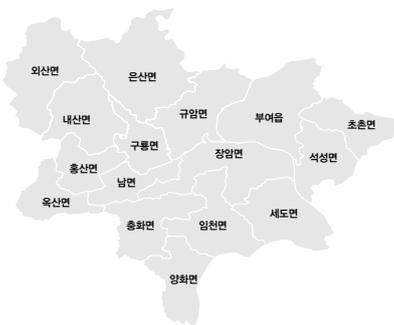 외산면
은산면
내산면
규암면
부여읍
초촌면
구룡면
장암면
석성면
홍산면
남면
옥산면
충화면
임천면
세도면
양화면